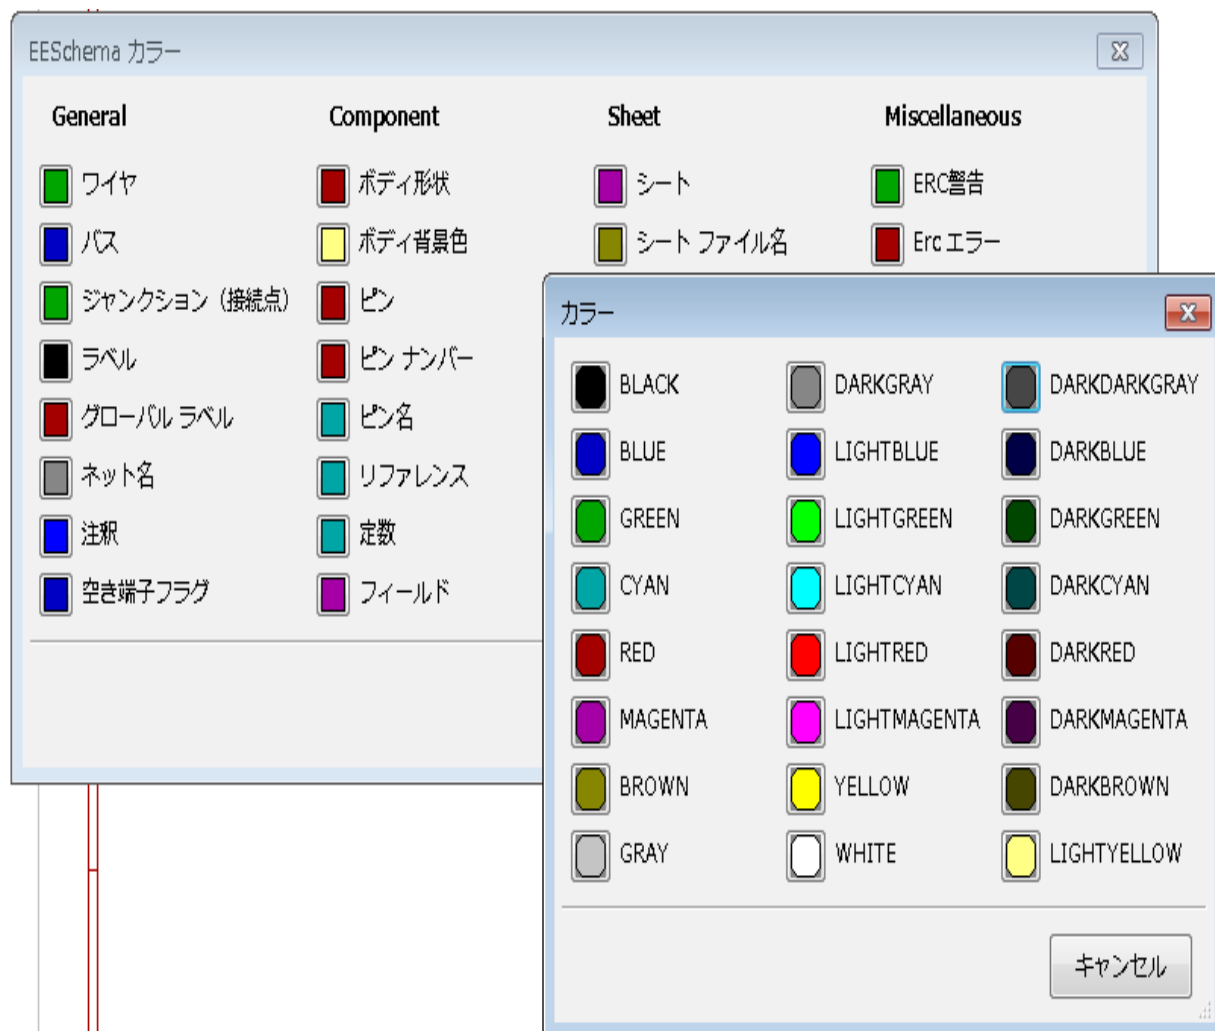 EESchema カラー
General Component Sheet Miscellaneous
ワイヤ ボディ形状 シート ERC警告
バス ボディ背景色 シート ファイル名 Erc エラー
ジャンクション（接続点） ピン
ラベル ピン ナンバー
グローバル ラベル ピン名
ネット名 リファレンス
注釈 定数
空き端子フラグ フィールド
カラー
BLACK DARKGRAY DARKDARKGRAY
BLUE LIGHTBLUE DARKBLUE
GREEN LIGHTGREEN DARKGREEN
CYAN LIGHTCYAN DARKCYAN
RED LIGHTRED DARKRED
MAGENTA LIGHTMAGENTA DARKMAGENTA
BROWN YELLOW DARKBROWN
GRAY WHITE LIGHTYELLOW
キャンセル